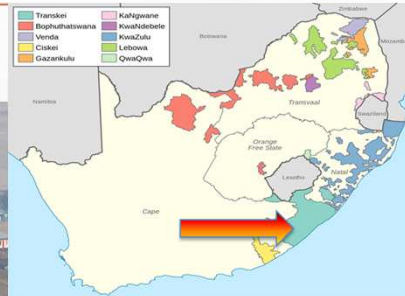 Transkei
Bophuthatswana
Venda
Ciskei
Gazankulu
KaNgwane
KwaNdebele
KwaZulu
Lebowa
QwaQwa
Zimbabwe
Botswana
Mozamb
Namibia
Transvaal
Swaziland
Orange
Free State
Natal
Lesotho
Cape